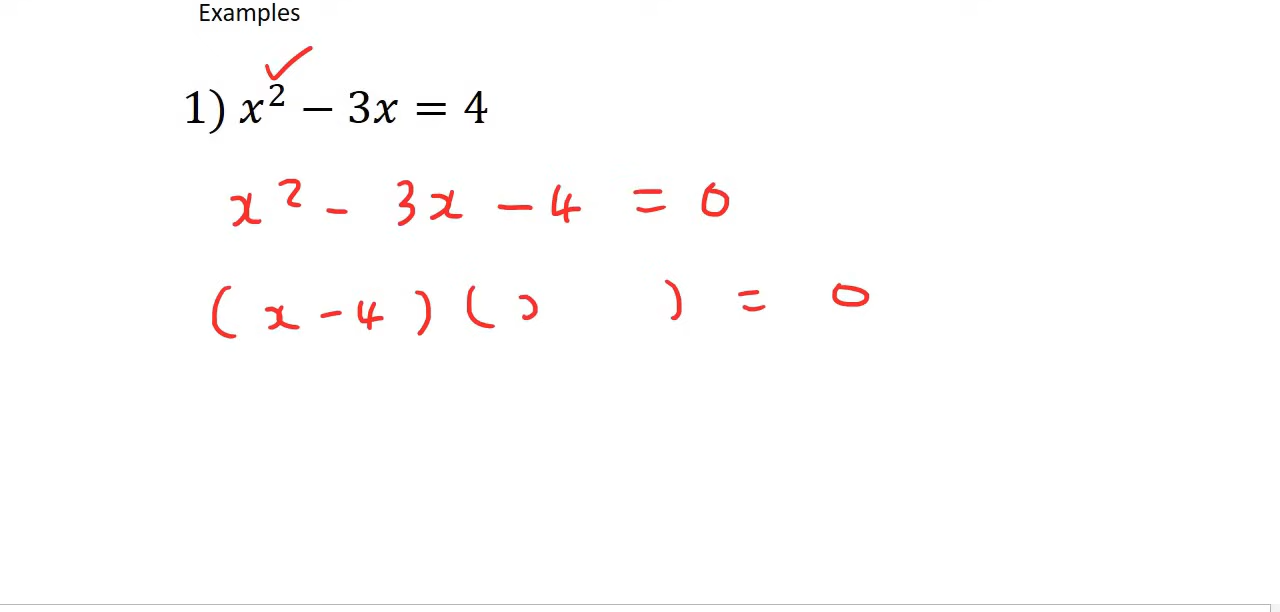 Examples
1) x² − 3x = 4
x² - 3x - 4 = 0
(x - 4)( ) = 0